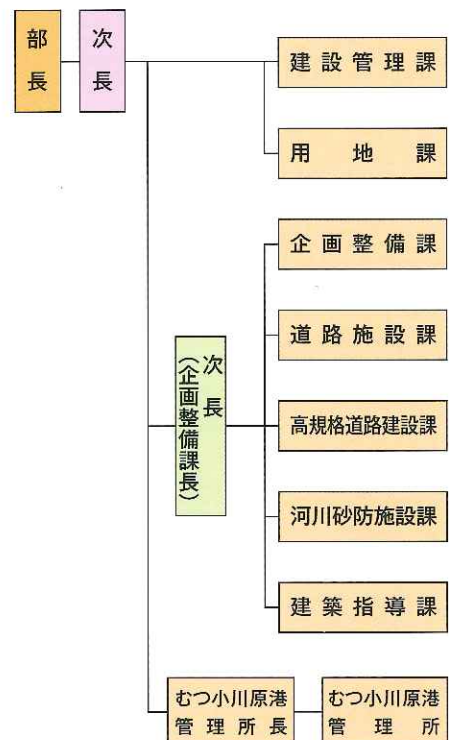 部長
次長
建設管理課
用地課
企画整備課
道路施設課
次長
(企画整備課長)
高規格道路建設課
河川砂防施設課
建築指導課
むつ小川原港
管理所長
むつ小川原港
管理所